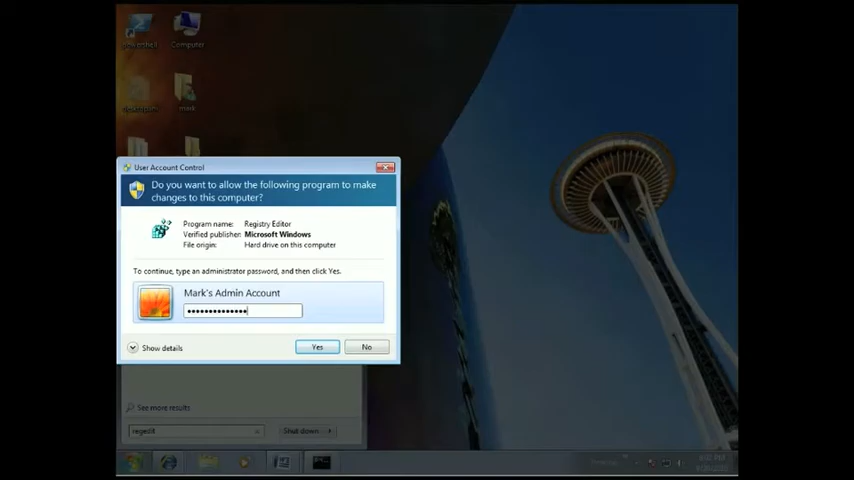 powershell
Computer
mark
User Account Control
Do you want to allow the following program to make
changes to this computer?
Program name: Registry Editor
Verified publisher: Microsoft Windows
File origin: Hard drive on this computer
To continue, type an administrator password, and then click Yes.
Mark's Admin Account
••••••••••••••
Show details
Yes
No
See more results
regedit
Shut down